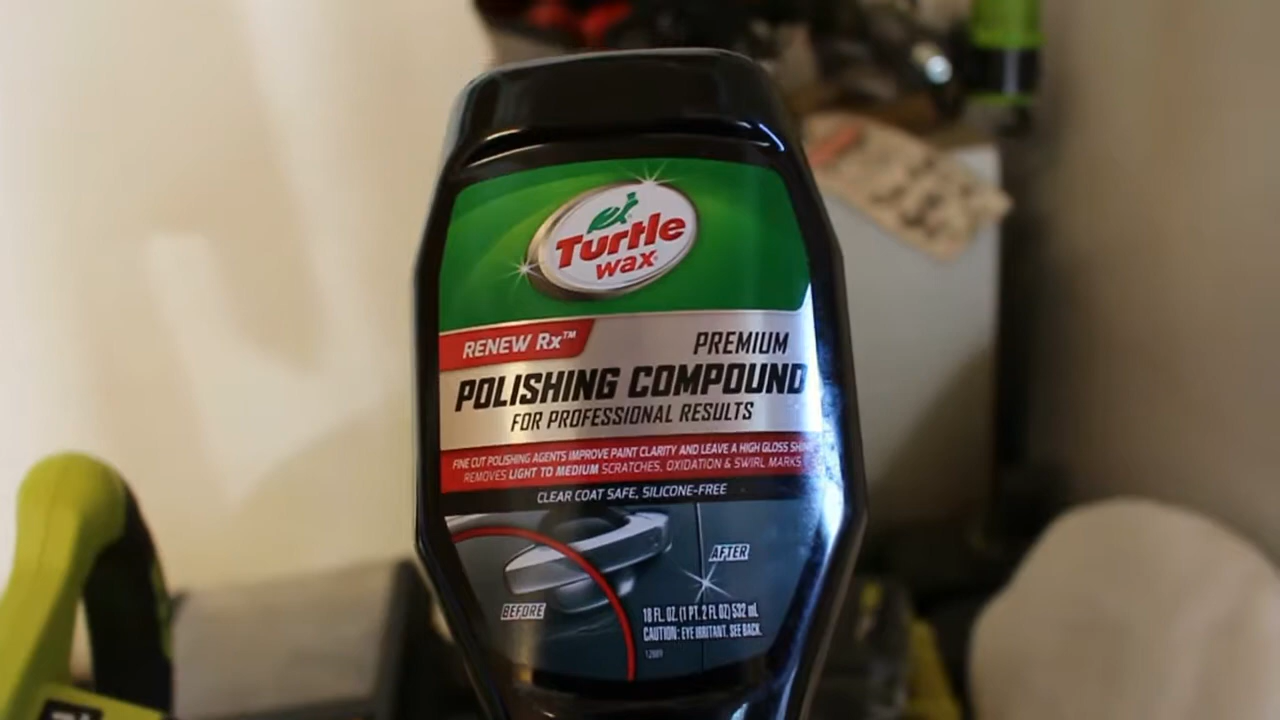 Turtle
wax
RENEW Rx™
PREMIUM
POLISHING COMPOUND
FOR PROFESSIONAL RESULTS
FINE CUT POLISHING AGENTS IMPROVE PAINT CLARITY AND LEAVE A HIGH GLOSS
REMOVES LIGHT TO MEDIUM SCRATCHES, OXIDATION & SWIRL MARKS
CLEAR COAT SAFE, SILICONE-FREE
AFTER
BEFORE
18 FL. OZ. (1 PT. 2 FL OZ) 532 mL
CAUTION: EYE IRRITANT. SEE BACK.